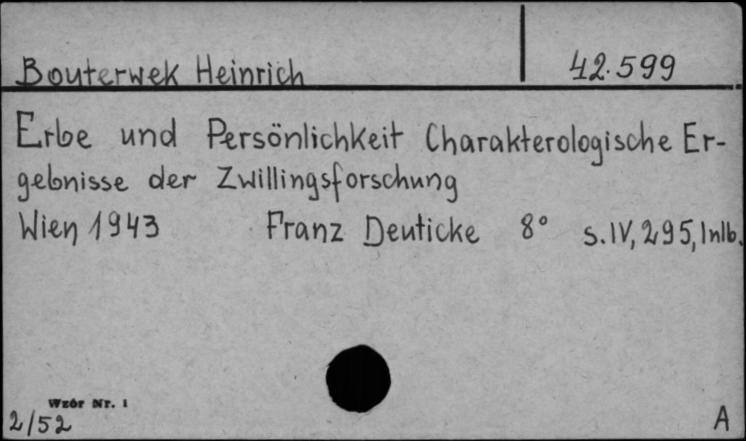 Bouterwek Heinrich 42.599
Erbe und Persönlichkeit Charakterologische Er-
gebnisse der Zwillingsforschung
Wien 1943 Franz Deuticke 8° s. IV, 295, 1nlb.
Wzór Nr. 1
2/52 A